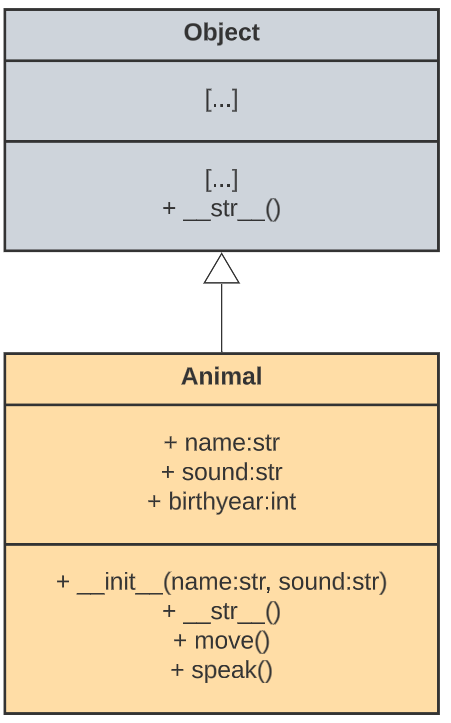 Object
[...]
[...]
+ __str__()
Animal
+ name:str
+ sound:str
+ birthyear:int
+ __init__(name:str, sound:str)
+ __str__()
+ move()
+ speak()